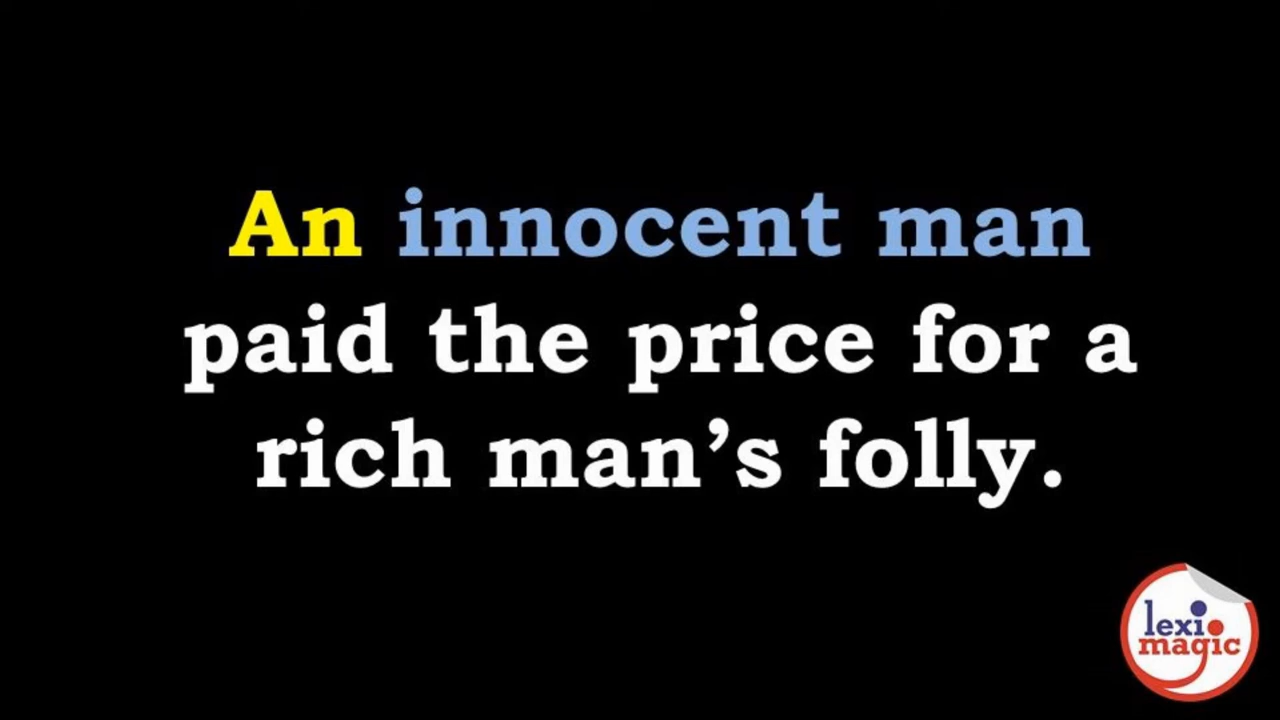 An innocent man
paid the price for a
rich man’s folly.
lexi
magic